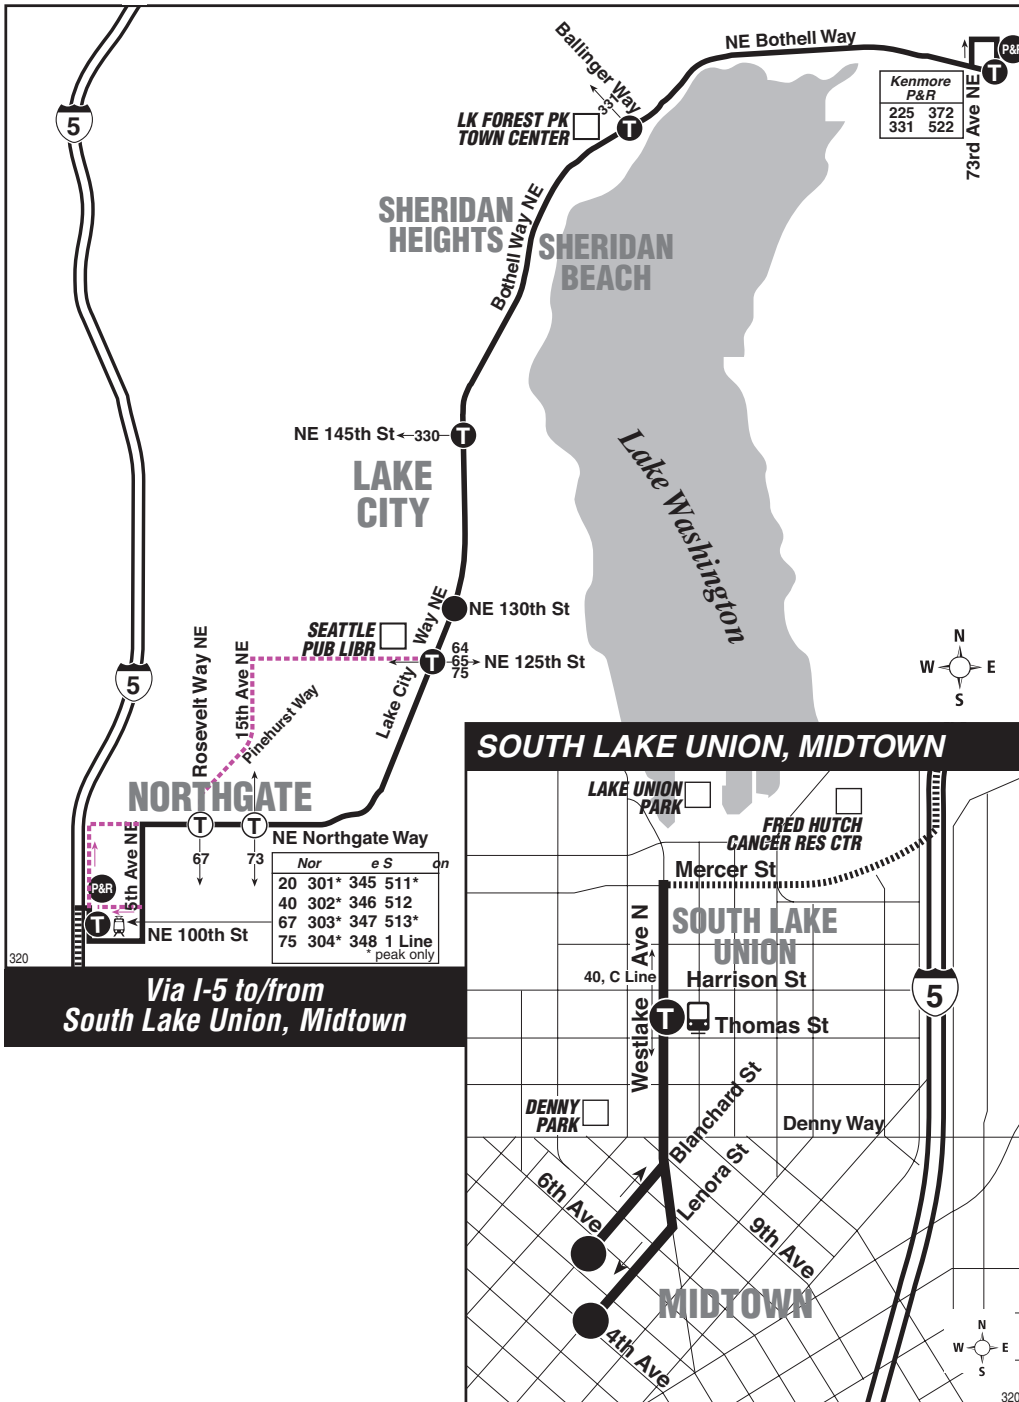 NE Bothell Way
P&R
T
Kenmore
P&R
225 372
331 522
73rd Ave NE
Ballinger Way
331
T
LK FOREST PK
TOWN CENTER
5
SHERIDAN
HEIGHTS
Bothell Way NE
SHERIDAN
BEACH
NE 145th St
330
T
LAKE
CITY
Lake Washington
NE 130th St
Way NE
SEATTLE
PUB LIBR
T
64
65
75
NE 125th St
Lake City
Rosevelt Way NE
15th Ave NE
Pinehurst Way
5
N
W E
S
NORTHGATE
T
T
NE Northgate Way
67
73
5th Ave NE
P&R
T
NE 100th St
Nor e S on
20 301* 345 511*
40 302* 346 512
67 303* 347 513*
75 304* 348 1 Line
* peak only
320
Via I-5 to/from
South Lake Union, Midtown
SOUTH LAKE UNION, MIDTOWN
LAKE UNION
PARK
FRED HUTCH
CANCER RES CTR
Mercer St
Westlake Ave N
SOUTH LAKE
UNION
40, C Line
Harrison St
5
T
Thomas St
DENNY
PARK
Denny Way
Blanchard St
Lenora St
6th Ave
9th Ave
MIDTOWN
4th Ave
N
W E
S
320